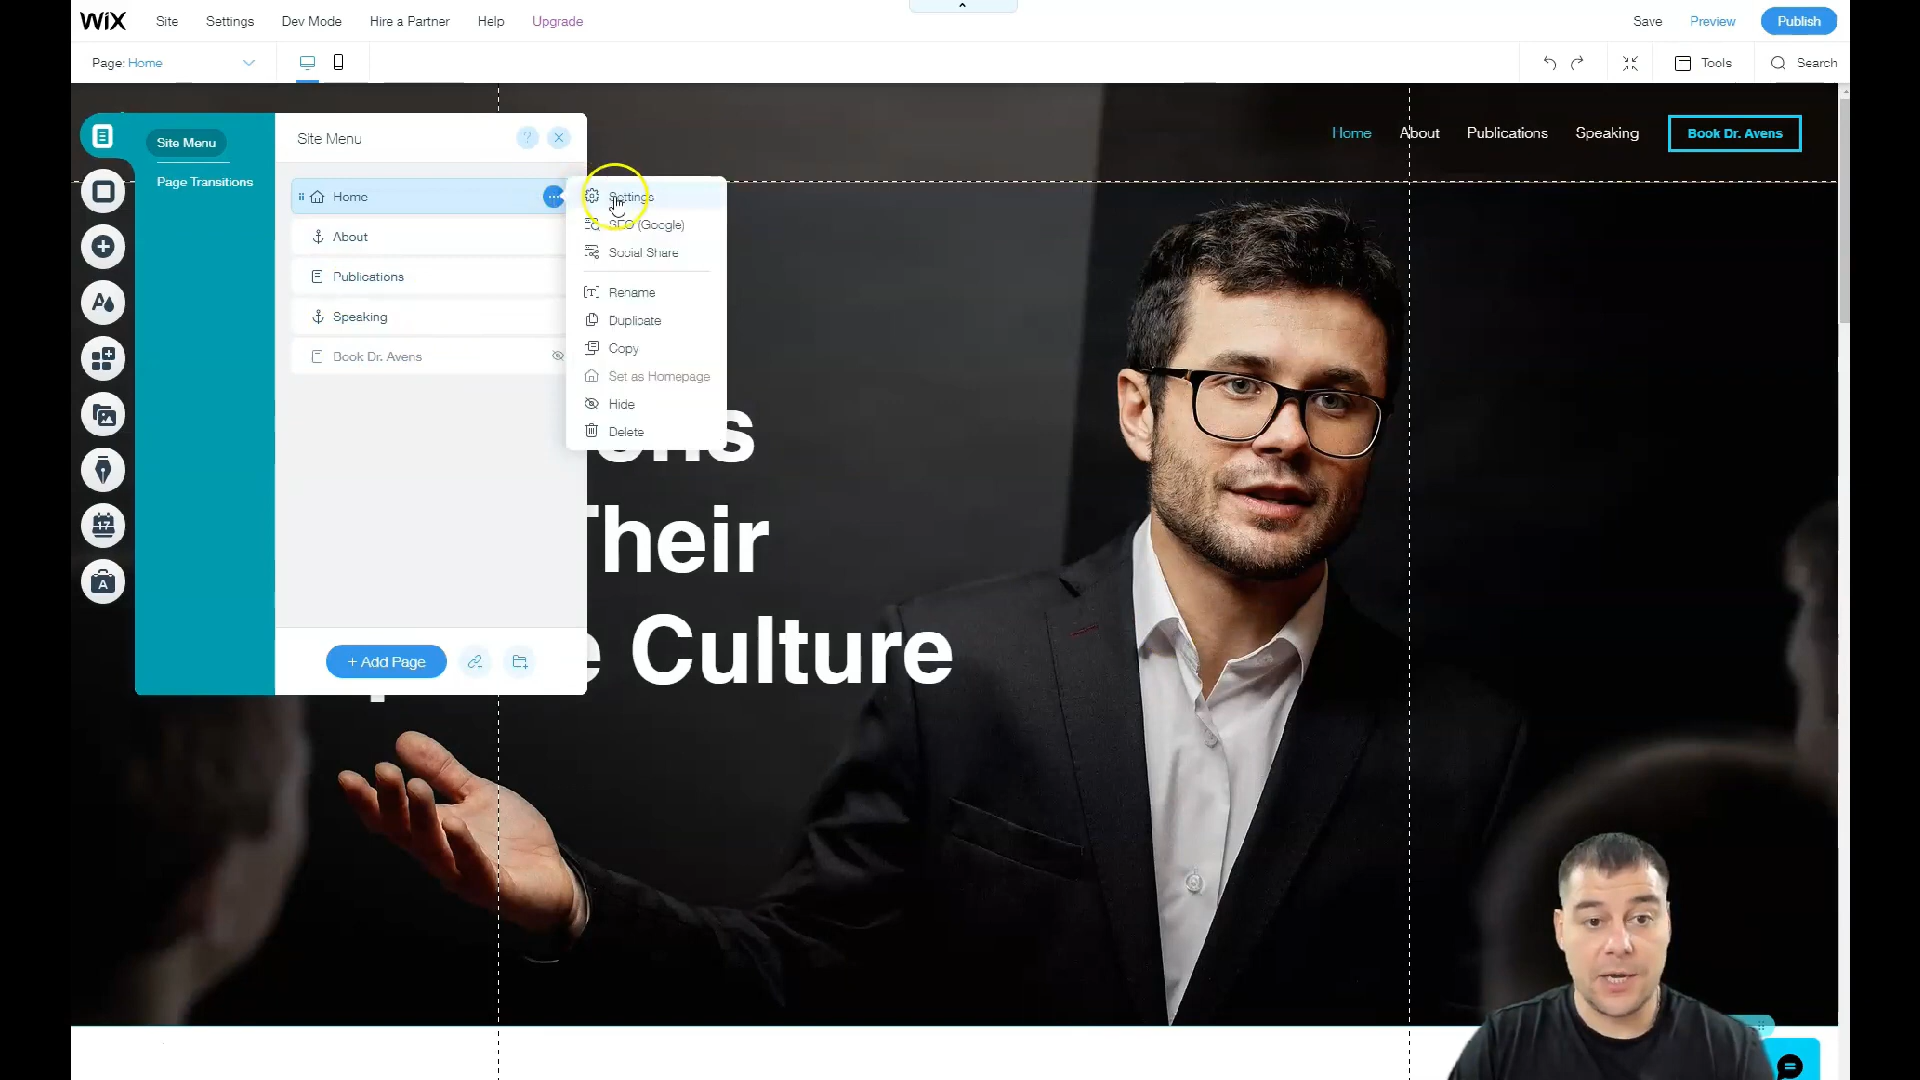 WiX Site Settings Dev Mode Hire a Partner Help Upgrade Save Preview Publish
Page: Home Tools Search
Home About Publications Speaking Book Dr. Avens
Site Menu
Page Transitions
Site Menu ?
Home
About
Publications
Speaking
Book Dr. Avens
+ Add Page
Settings
SEO (Google)
Social Share
Rename
Duplicate
Copy
Set as Homepage
Hide
Delete
Their
Culture
17
A